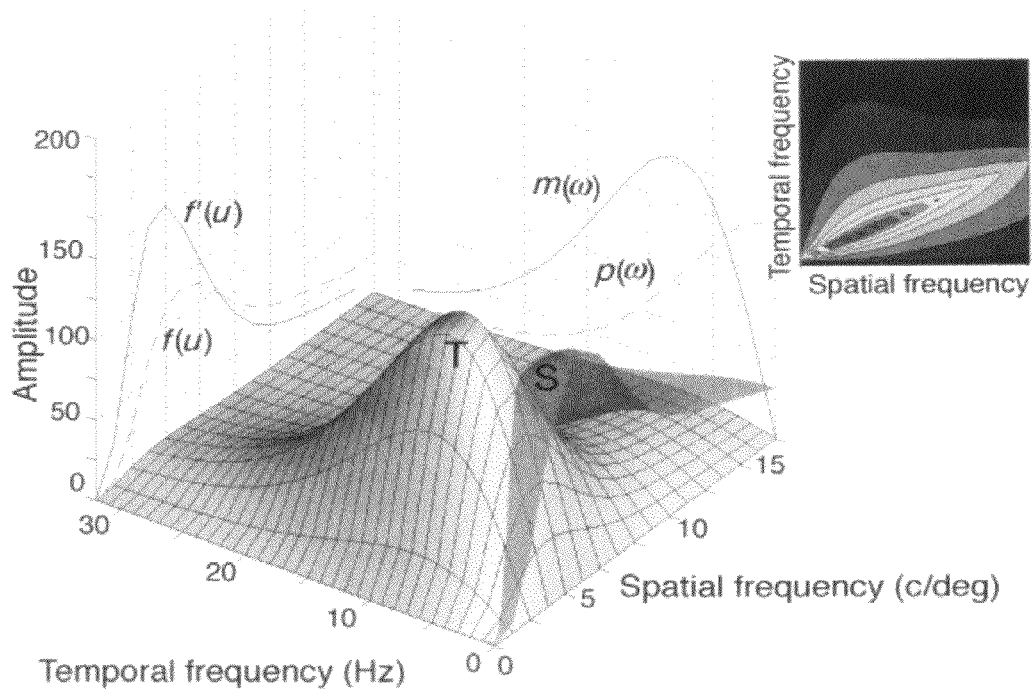 200
150
100
50
0
Amplitude
f'(u)
f(u)
m(ω)
p(ω)
T
S
30
20
10
0
Temporal frequency (Hz)
0
5
10
15
Spatial frequency (c/deg)
Temporal frequency
Spatial frequency